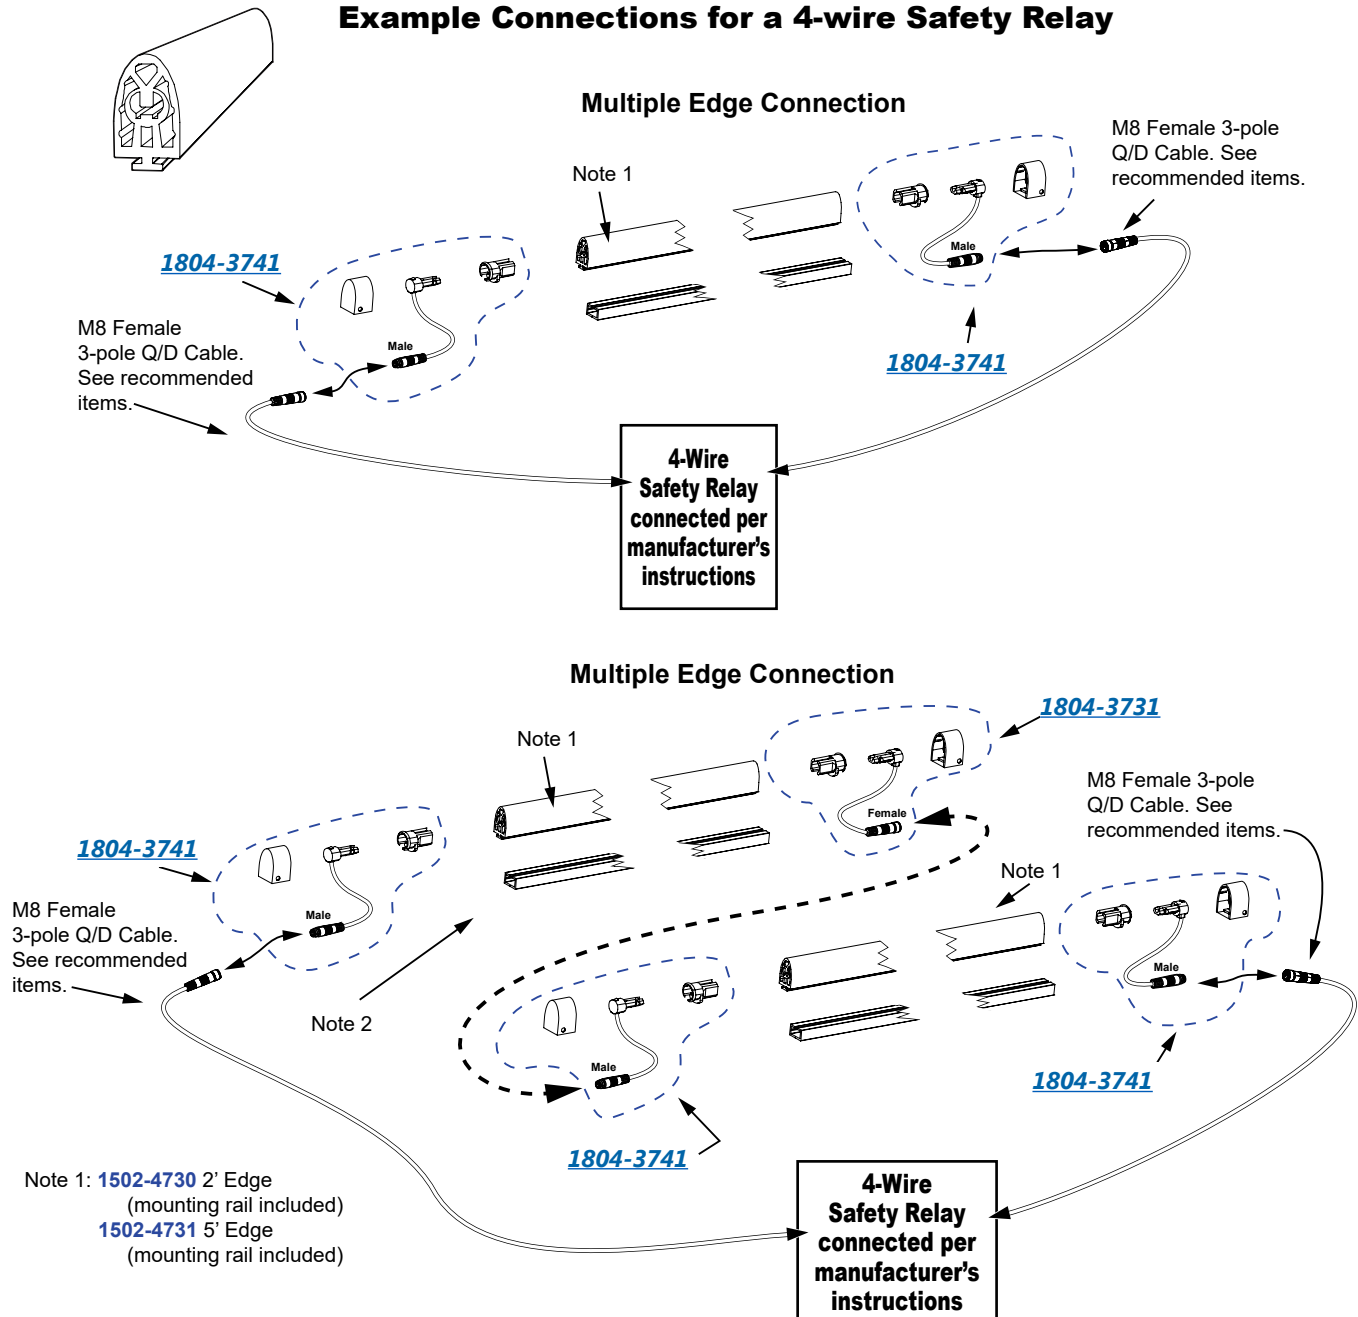 Example Connections for a 4-wire Safety Relay
Multiple Edge Connection
M8 Female 3-pole
Q/D Cable. See
recommended items.
Note 1
1804-3741
Male
M8 Female
3-pole Q/D Cable.
See recommended
items.
Male
1804-3741
4-Wire
Safety Relay
connected per
manufacturer's
instructions
Multiple Edge Connection
1804-3731
Note 1
M8 Female 3-pole
Q/D Cable. See
recommended items.
Female
1804-3741
Note 1
M8 Female
3-pole Q/D Cable.
See recommended
items.
Male
Male
Note 2
Male
1804-3741
1804-3741
Note 1: 1502-4730 2’ Edge
(mounting rail included)
1502-4731 5’ Edge
(mounting rail included)
4-Wire
Safety Relay
connected per
manufacturer's
instructions